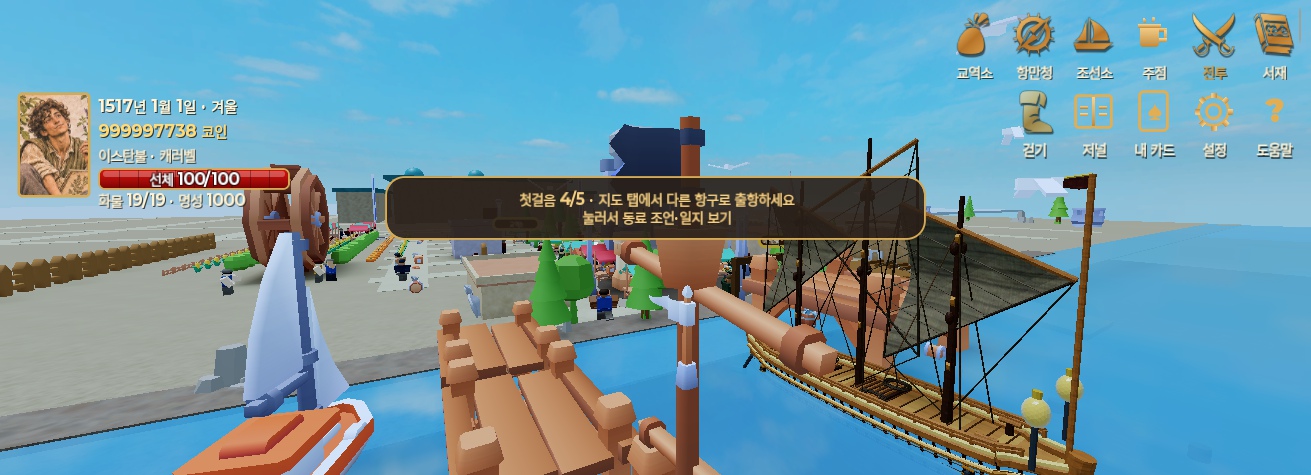 교역소
항만청
조선소
주점
전투
서재
걷기
저널
내 카드
설정
도움말
1517년 1월 1일 · 겨울
999997738 코인
이스탄불 · 캐러벨
선체 100/100
화물 19/19 · 명성 1000
첫걸음 4/5 · 지도 탭에서 다른 항구로 출항하세요
눌러서 동료 조언·일지 보기